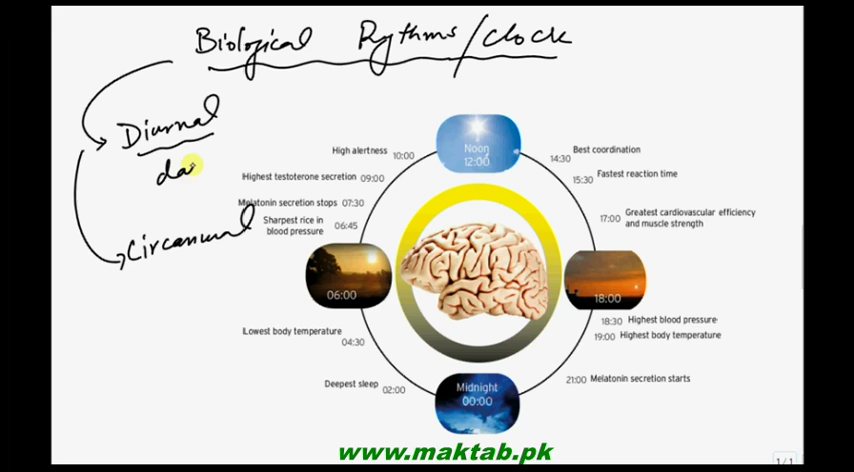 Biological Rythms/clock
Diurnal
da
Circannual
Noon
12:00
High alertness 10:00
Highest testoterone secretion 09:00
Melatonin secretion stops 07:30
Sharpest rice in
blood pressure 06:45
06:00
Lowest body temperature
04:30
Deepest sleep 02:00
Midnight
00:00
14:30 Best coordination
15:30 Fastest reaction time
17:00 Greatest cardiovascular efficiency
and muscle strength
18:00
18:30 Highest blood pressure
19:00 Highest body temperature
21:00 Melatonin secretion starts
www.maktab.pk
1/1